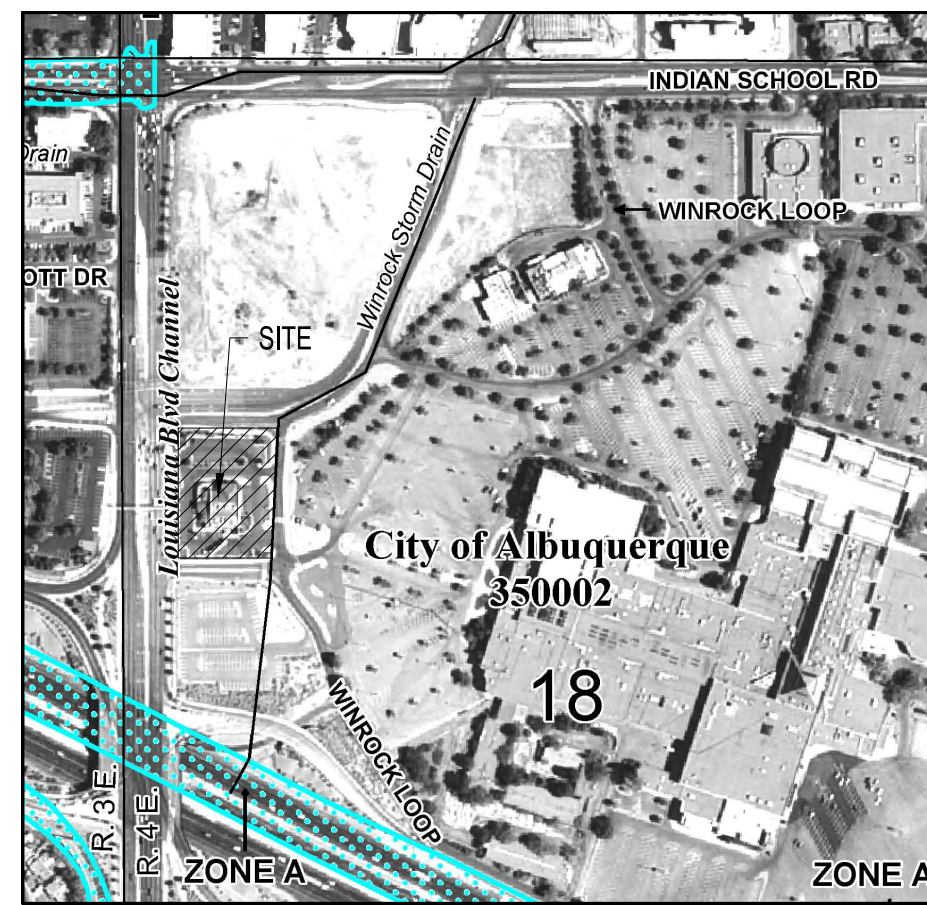 INDIAN SCHOOL RD
Drain
Winrock Storm Drain
WINROCK LOOP
OTT DR
Louisiana Blvd Channel
SITE
City of Albuquerque
350002
18
WINROCK LOOP
R. 3 E.
R. 4 E.
ZONE A
ZONE A